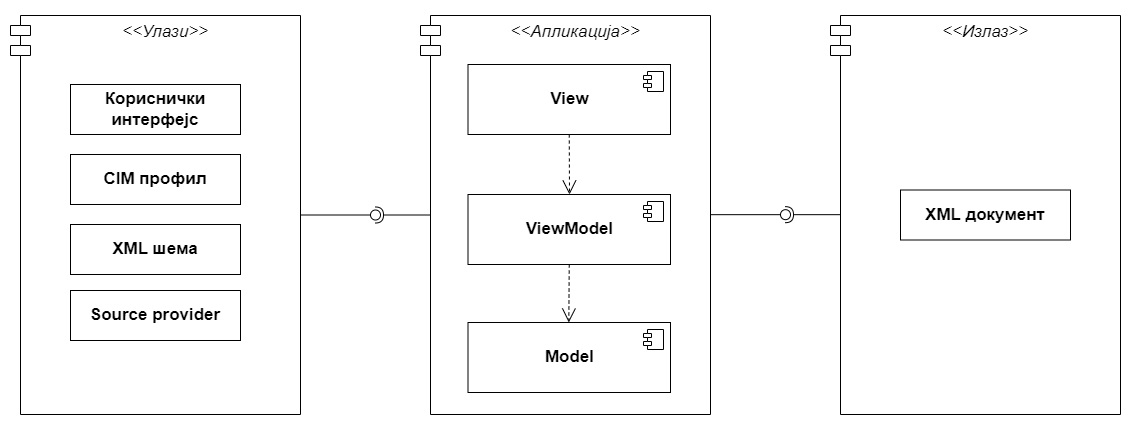 <<Улази>>
Кориснички
интерфејс
CIM профил
XML шема
Source provider
<<Апликација>>
View
ViewModel
Model
<<Излаз>>
XML документ